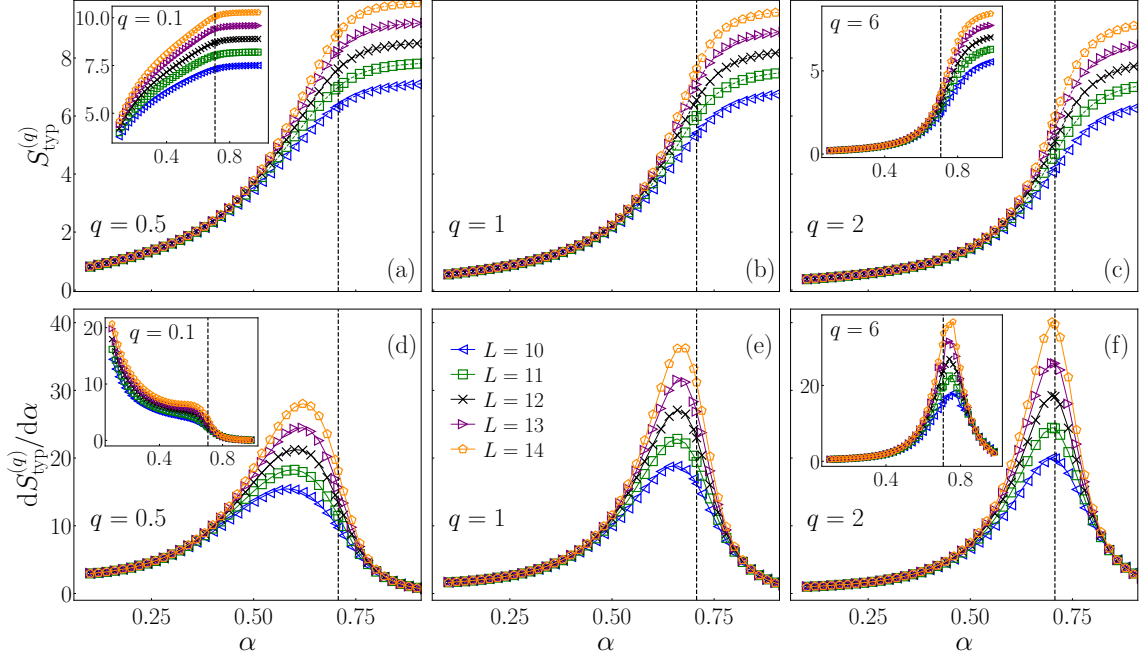 q = 0.1
10.0
7.5
5.0
0.4
0.8
8
6
4
2
0
S_typ^(q)
q = 0.5
(a)
q = 1
(b)
q = 6
5
0
0.4
0.8
q = 2
(c)
40
30
20
10
0
dS_typ^(q)/dα
q = 0.1
20
10
0
0.4
0.8
(d)
q = 0.5
0.25
0.50
0.75
α
(e)
L = 10
L = 11
L = 12
L = 13
L = 14
q = 1
0.25
0.50
0.75
α
q = 6
20
0
0.4
0.8
(f)
q = 2
0.25
0.50
0.75
α